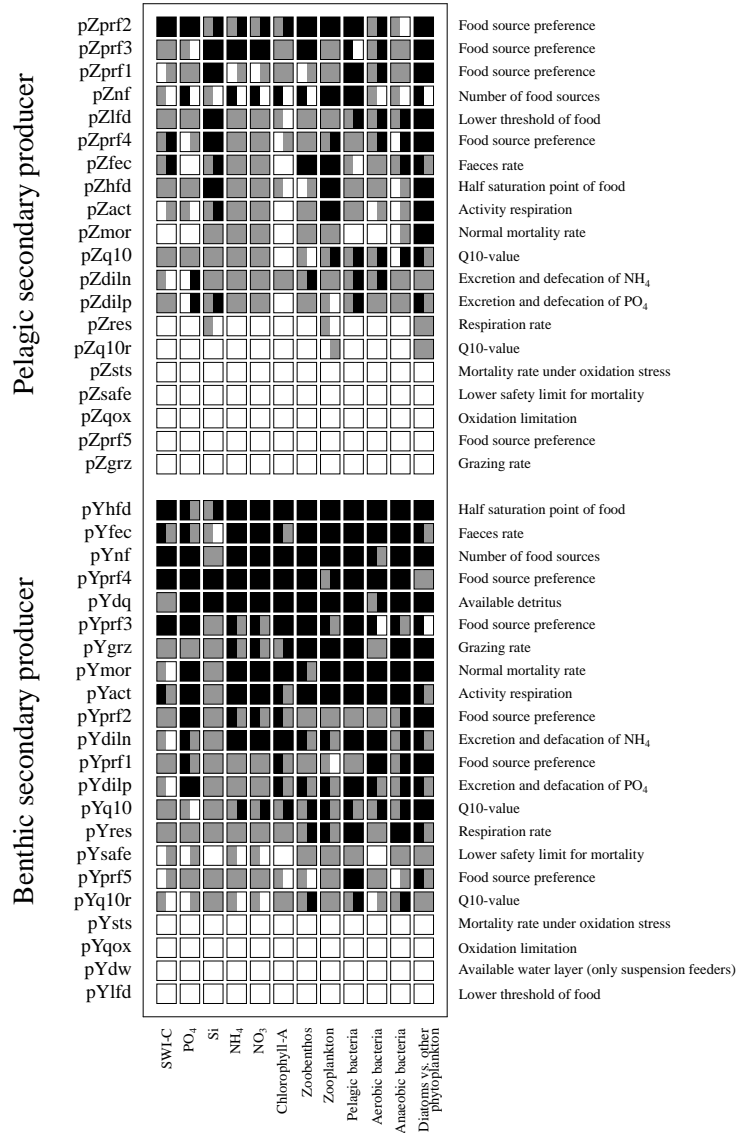 Pelagic secondary producer
pZprf2 Food source preference
pZprf3 Food source preference
pZprf1 Food source preference
pZnf Number of food sources
pZlfd Lower threshold of food
pZprf4 Food source preference
pZfec Faeces rate
pZhfd Half saturation point of food
pZact Activity respiration
pZmor Normal mortality rate
pZq10 Q10-value
pZdiln Excretion and defecation of NH₄
pZdilp Excretion and defecation of PO₄
pZres Respiration rate
pZq10r Q10-value
pZsts Mortality rate under oxidation stress
pZsafe Lower safety limit for mortality
pZqox Oxidation limitation
pZprf5 Food source preference
pZgrz Grazing rate
Benthic secondary producer
pYhfd Half saturation point of food
pYfec Faeces rate
pYnf Number of food sources
pYprf4 Food source preference
pYdq Available detritus
pYprf3 Food source preference
pYgrz Grazing rate
pYmor Normal mortality rate
pYact Activity respiration
pYprf2 Food source preference
pYdiln Excretion and defacation of NH₄
pYprf1 Food source preference
pYdilp Excretion and defacation of PO₄
pYq10 Q10-value
pYres Respiration rate
pYsafe Lower safety limit for mortality
pYprf5 Food source preference
pYq10r Q10-value
pYsts Mortality rate under oxidation stress
pYqox Oxidation limitation
pYdw Available water layer (only suspension feeders)
pYlfd Lower threshold of food
SWI-C
PO₄
Si
NH₄
NO₃
Chlorophyll-A
Zoobenthos
Zooplankton
Pelagic bacteria
Aerobic bacteria
Anaeobic bacteria
Diatoms vs. other
phytoplankton